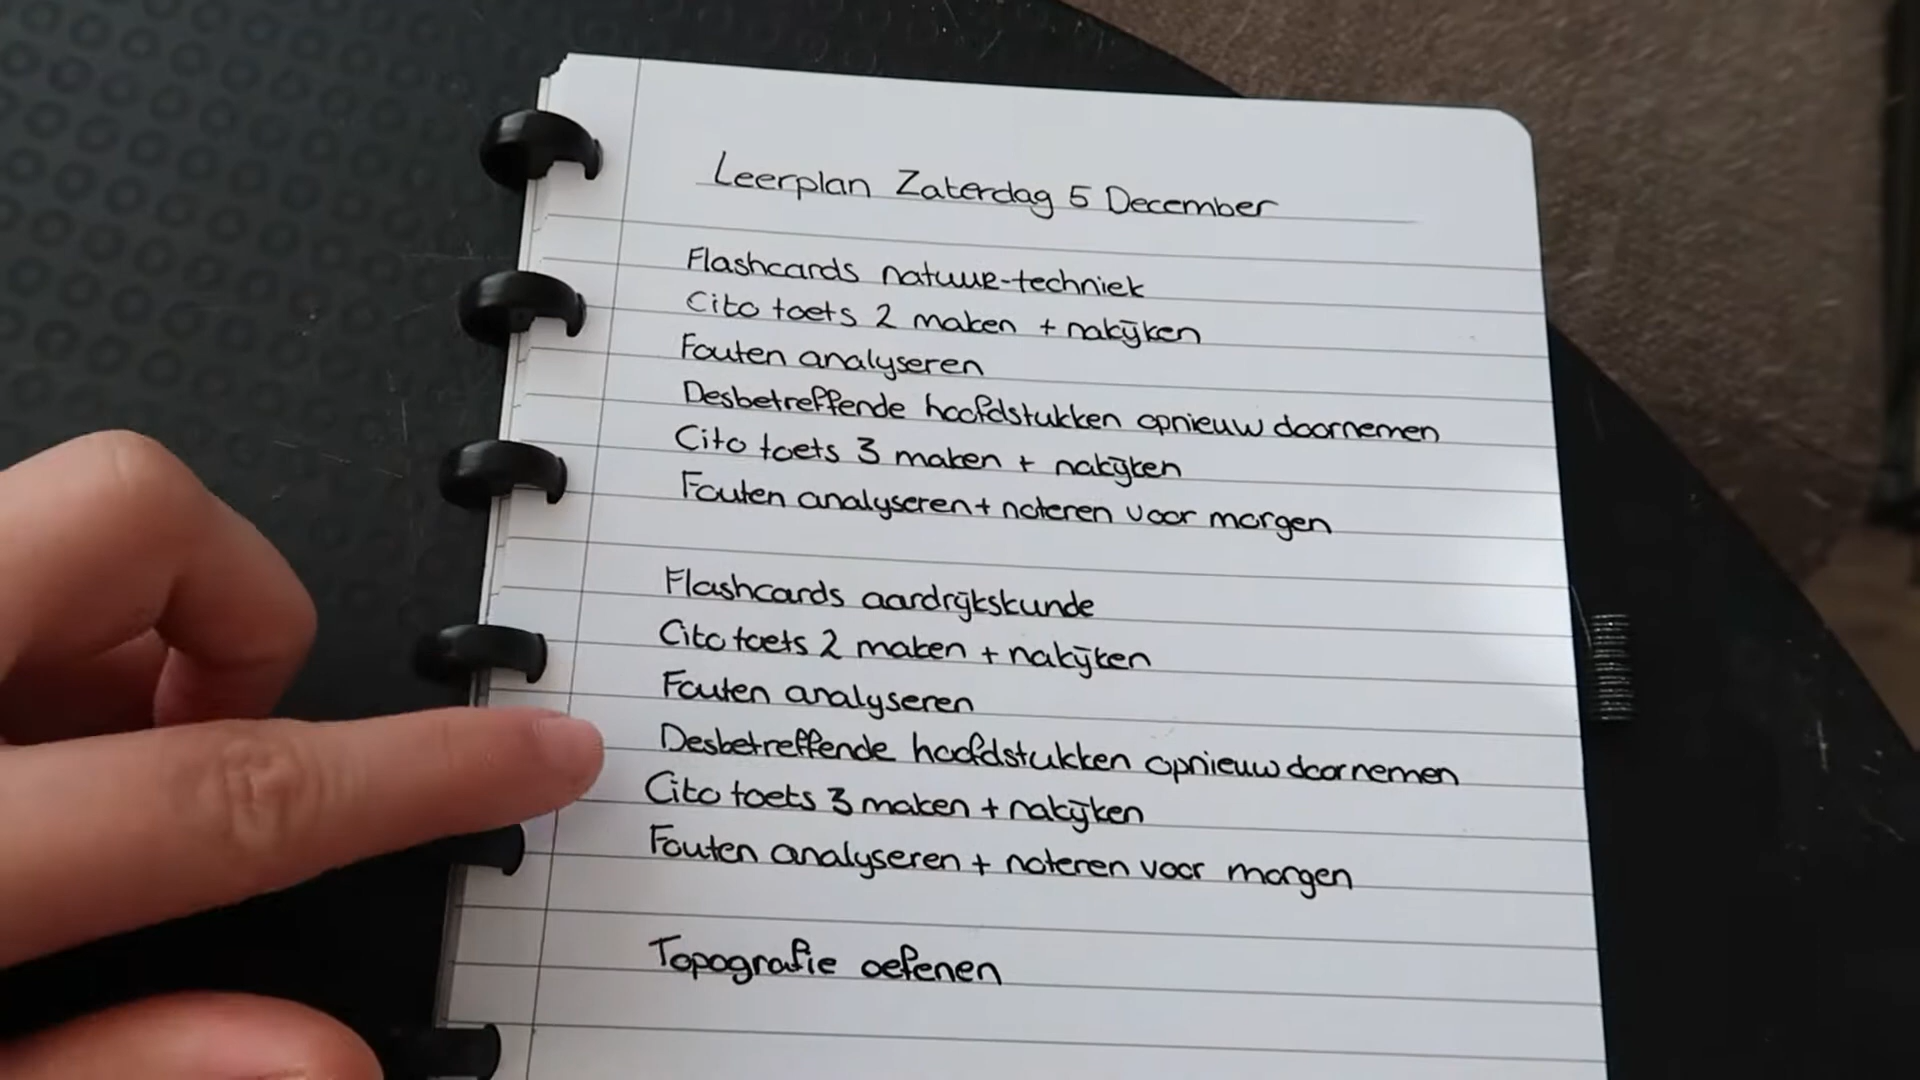 Leerplan Zaterdag 5 December
Flashcards natuur-techniek
Cito toets 2 maken + nakijken
Fouten analyseren
Desbetreffende hoofdstukken opnieuw doornemen
Cito toets 3 maken + nakijken
Fouten analyseren + noteren voor morgen
Flashcards aardrijkskunde
Cito toets 2 maken + nakijken
Fouten analyseren
Desbetreffende hoofdstukken opnieuw doornemen
Cito toets 3 maken + nakijken
Fouten analyseren + noteren voor morgen
Topografie oefenen